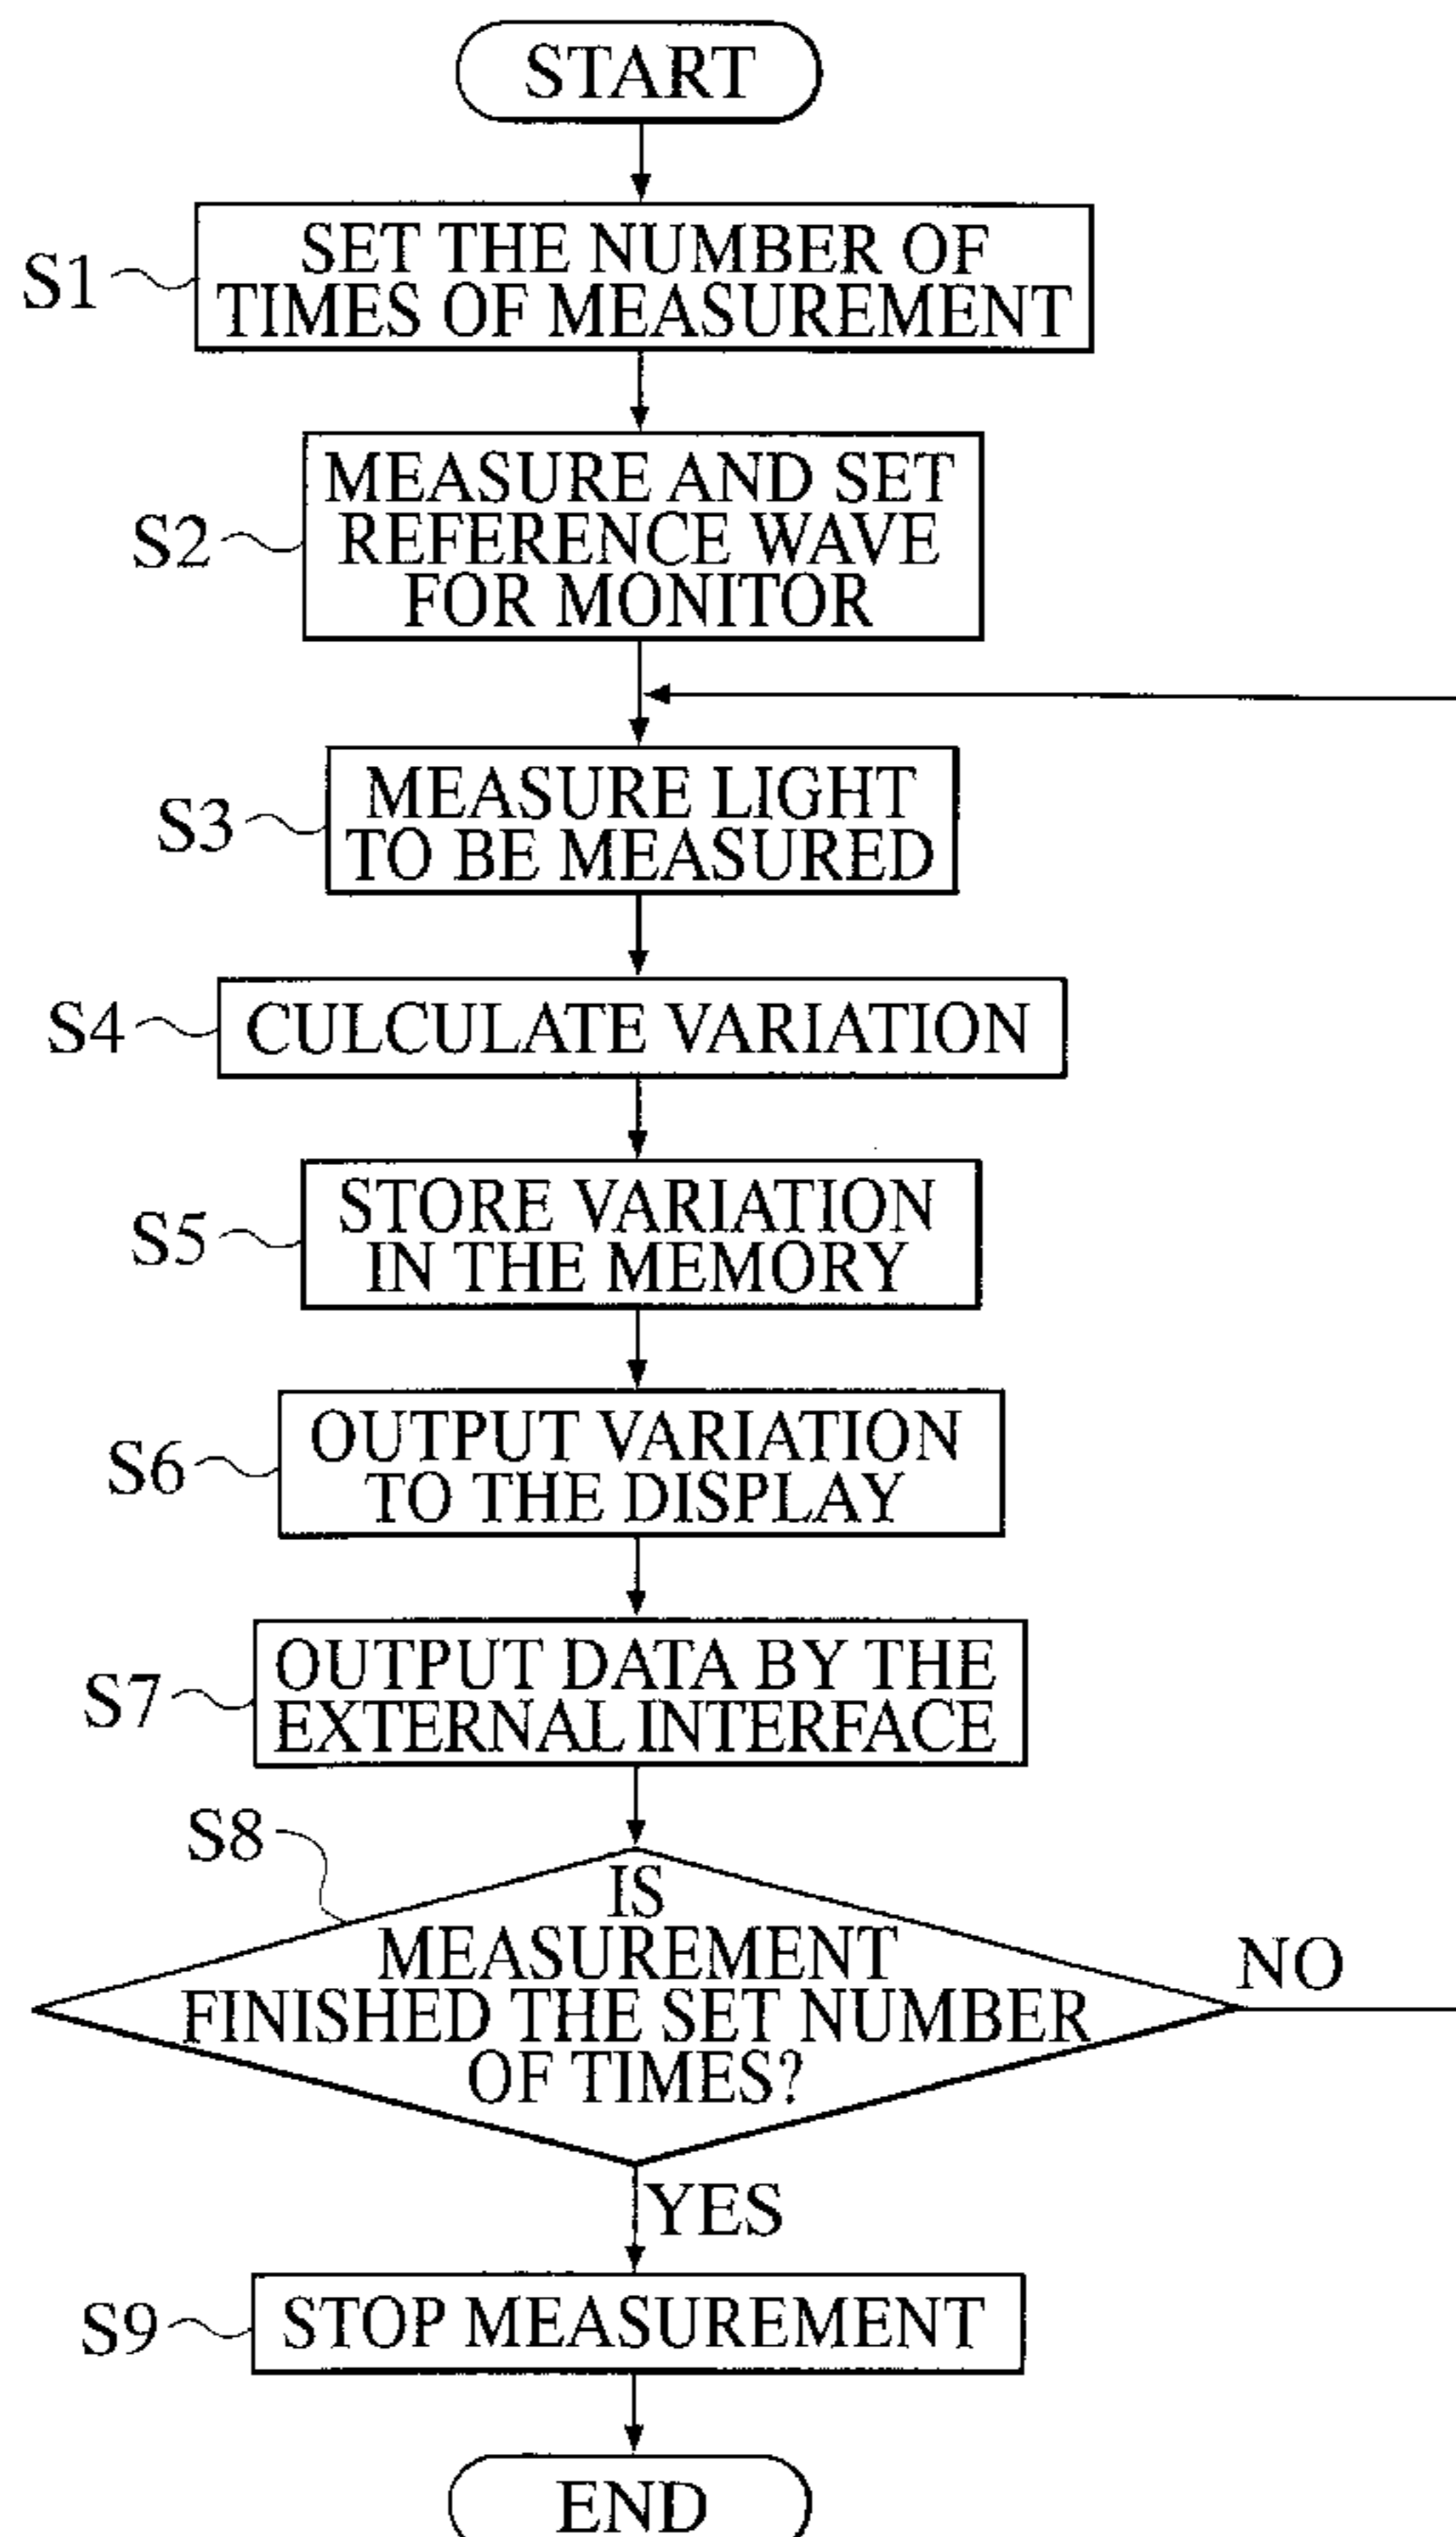 START
S1
SET THE NUMBER OF
TIMES OF MEASUREMENT
S2
MEASURE AND SET
REFERENCE WAVE
FOR MONITOR
S3
MEASURE LIGHT
TO BE MEASURED
S4
CULCULATE VARIATION
S5
STORE VARIATION
IN THE MEMORY
S6
OUTPUT VARIATION
TO THE DISPLAY
S7
OUTPUT DATA BY THE
EXTERNAL INTERFACE
S8
IS
MEASUREMENT
FINISHED THE SET NUMBER
OF TIMES?
NO
YES
S9
STOP MEASUREMENT
END